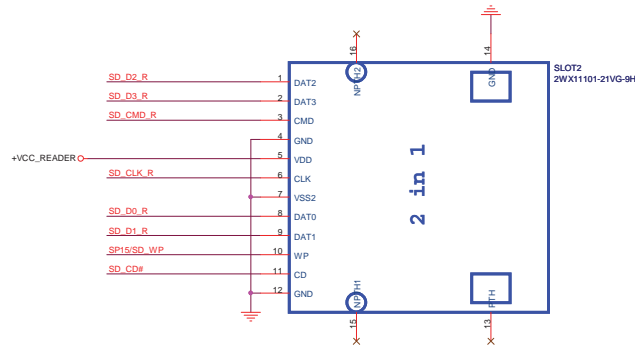 16
14
SLOT2
2WX11101-21VG-9H
NPTH2
GND
SD_D2_R 1 DAT2
SD_D3_R 2 DAT3
SD_CMD_R 3 CMD
4 GND
+VCC_READER 5 VDD
SD_CLK_R 6 CLK
7 VSS2
SD_D0_R 8 DAT0
SD_D1_R 9 DAT1
SP15/SD_WP 10 WP
SD_CD# 11 CD
12 GND
2 in 1
NPTH1
PTH
15
13